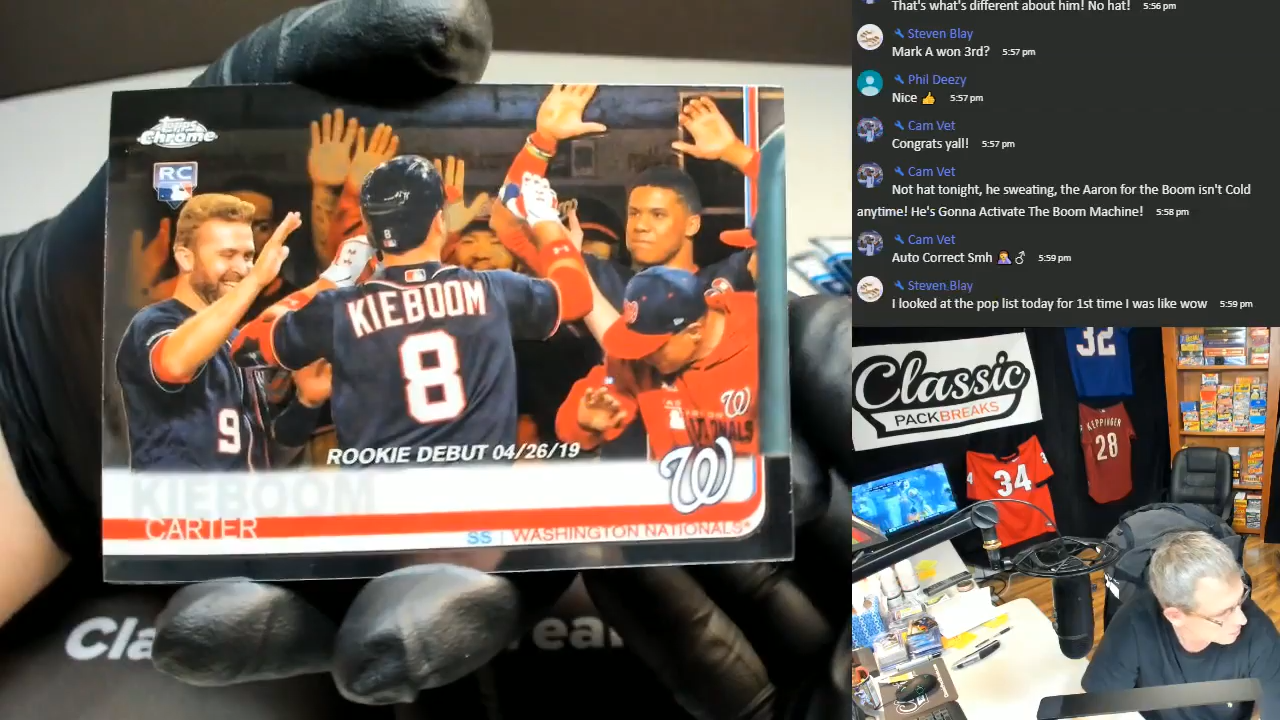 Topps
Chrome
RC
8
KIEBOOM
8
9
W
ROOKIE DEBUT 04/26/19
W
KIEBOOM
CARTER
SS | WASHINGTON NATIONALS
Cla
rea
That's what's different about him! No hat! 5:56 pm
Steven Blay
Mark A won 3rd? 5:57 pm
Phil Deezy
Nice 👍 5:57 pm
Cam Vet
Congrats yall! 5:57 pm
Cam Vet
Not hat tonight, he sweating, the Aaron for the Boom isn't Cold
anytime! He's Gonna Activate The Boom Machine! 5:58 pm
Cam Vet
Auto Correct Smh 🤦♂ 5:59 pm
Steven Blay
I looked at the pop list today for 1st time I was like wow 5:59 pm
Classic
PACKBREAKS
32
KEPPINGER
28
34